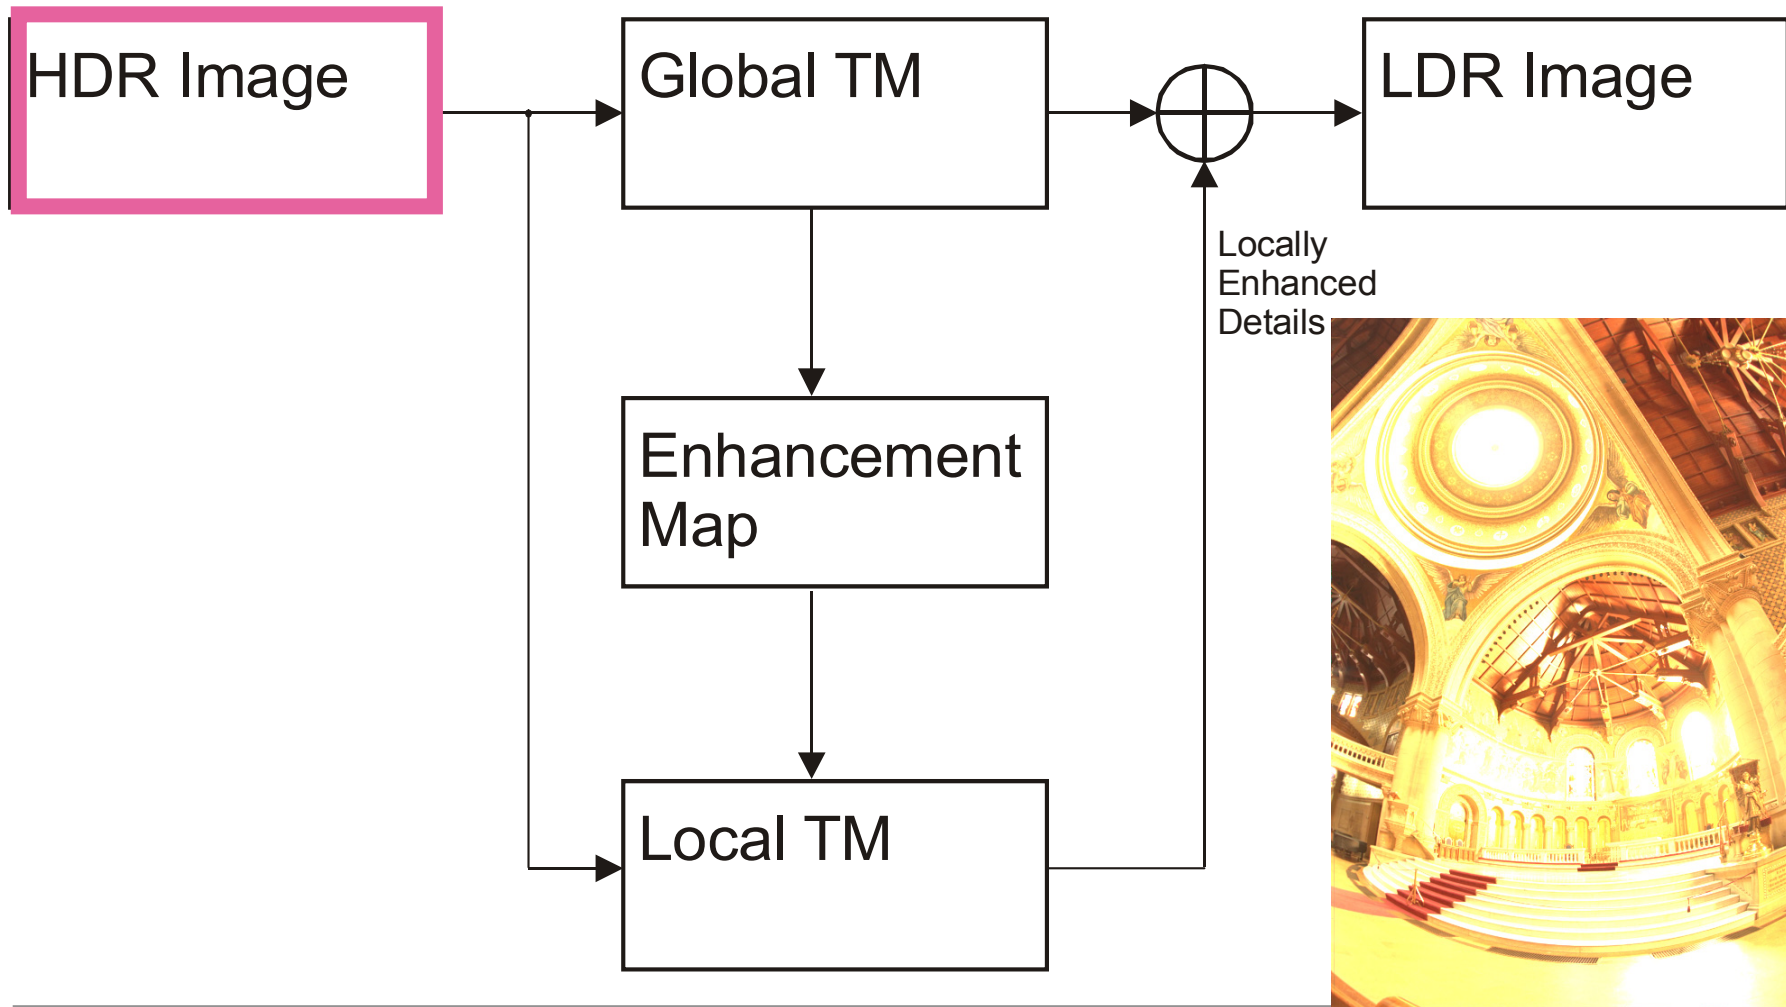 HDR Image
Global TM
LDR Image
Locally
Enhanced
Details
Enhancement
Map
Local TM